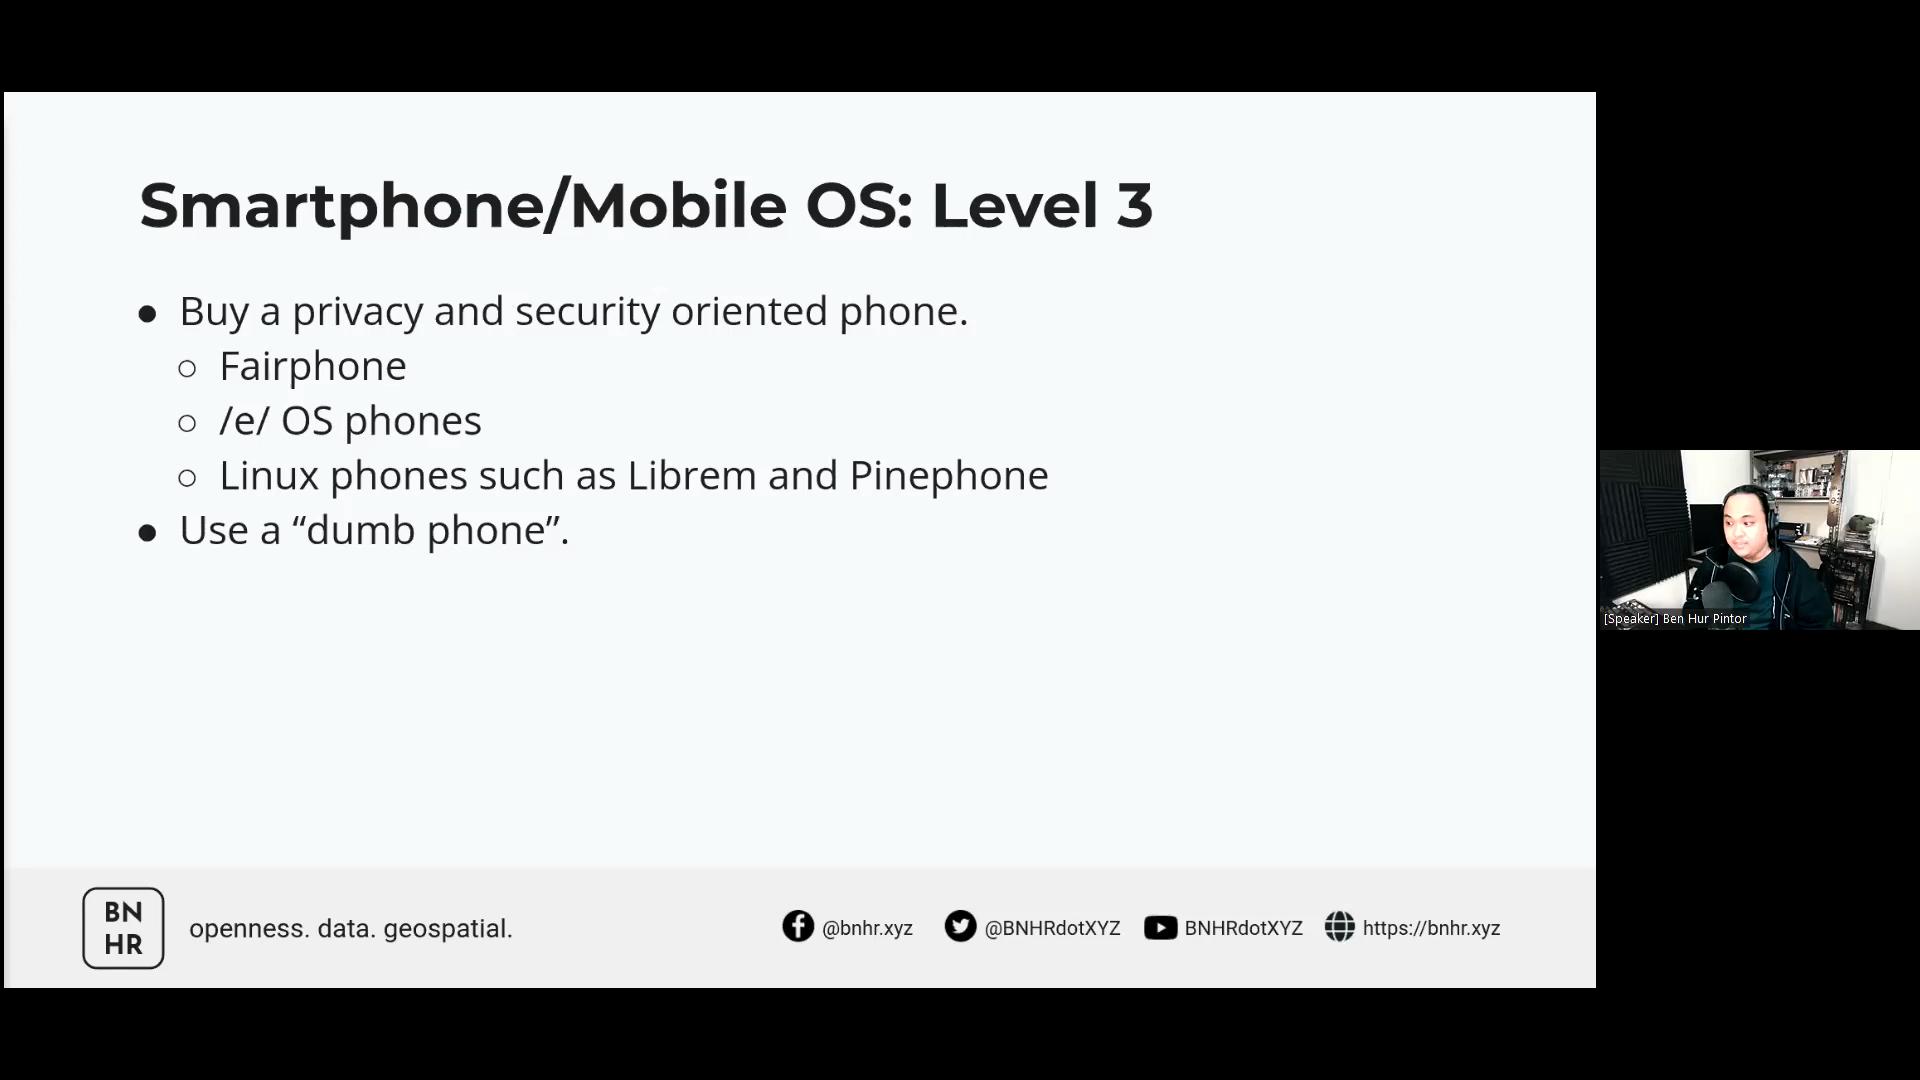 Smartphone/Mobile OS: Level 3
● Buy a privacy and security oriented phone.
○ Fairphone
○ /e/ OS phones
○ Linux phones such as Librem and Pinephone
● Use a “dumb phone”.
[Speaker] Ben Hur Pintor
BN
HR
openness. data. geospatial.
@bnhr.xyz
@BNHRdotXYZ
BNHRdotXYZ
https://bnhr.xyz